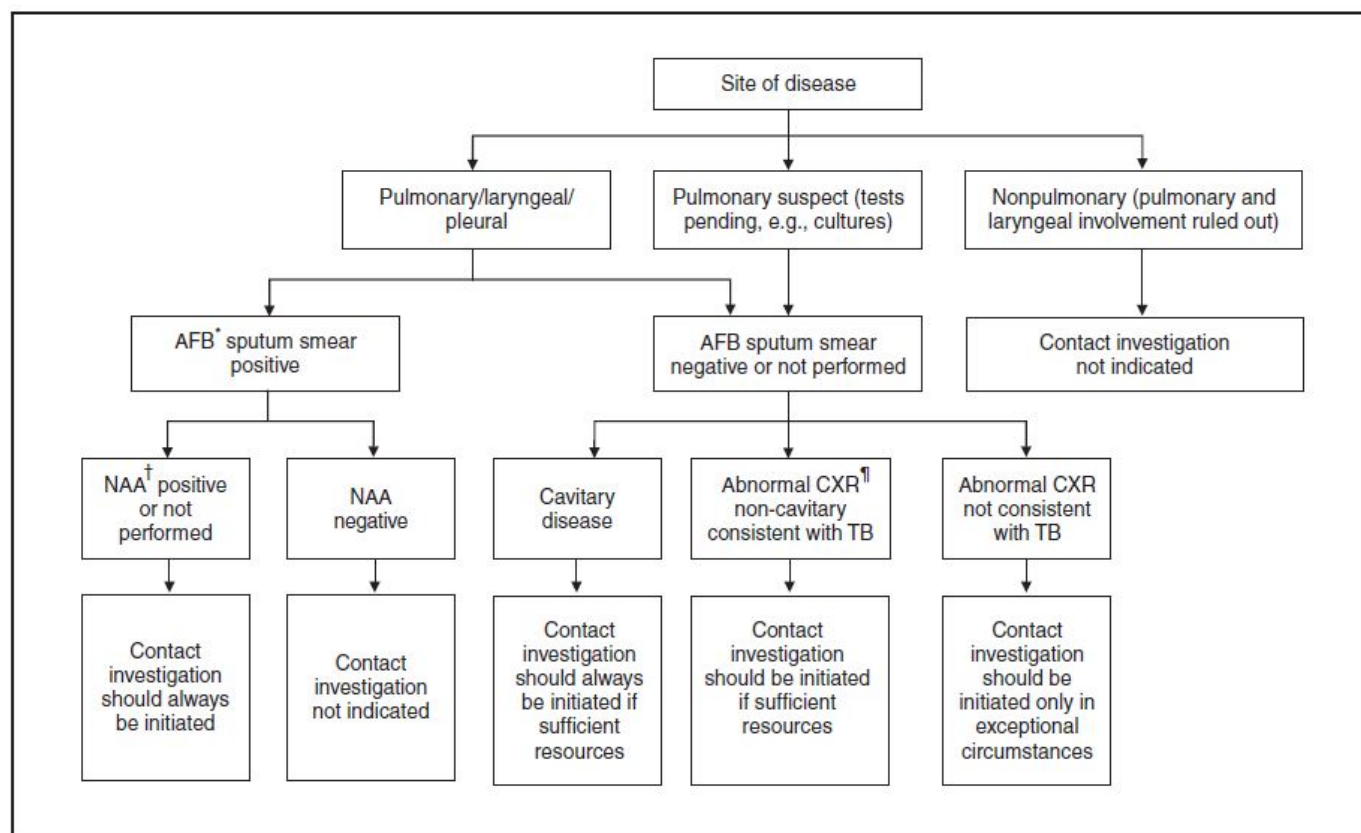 Site of disease
Pulmonary/laryngeal/
pleural
Pulmonary suspect (tests
pending, e.g., cultures)
Nonpulmonary (pulmonary and
laryngeal involvement ruled out)
AFB* sputum smear
positive
AFB sputum smear
negative or not performed
Contact investigation
not indicated
NAA† positive
or not
performed
NAA
negative
Cavitary
disease
Abnormal CXR¶
non-cavitary
consistent with TB
Abnormal CXR
not consistent
with TB
Contact
investigation
should always
be initiated
Contact
investigation
not indicated
Contact
investigation
should always
be initiated if
sufficient
resources
Contact
investigation
should be initiated
if sufficient
resources
Contact
investigation
should be
initiated only in
exceptional
circumstances